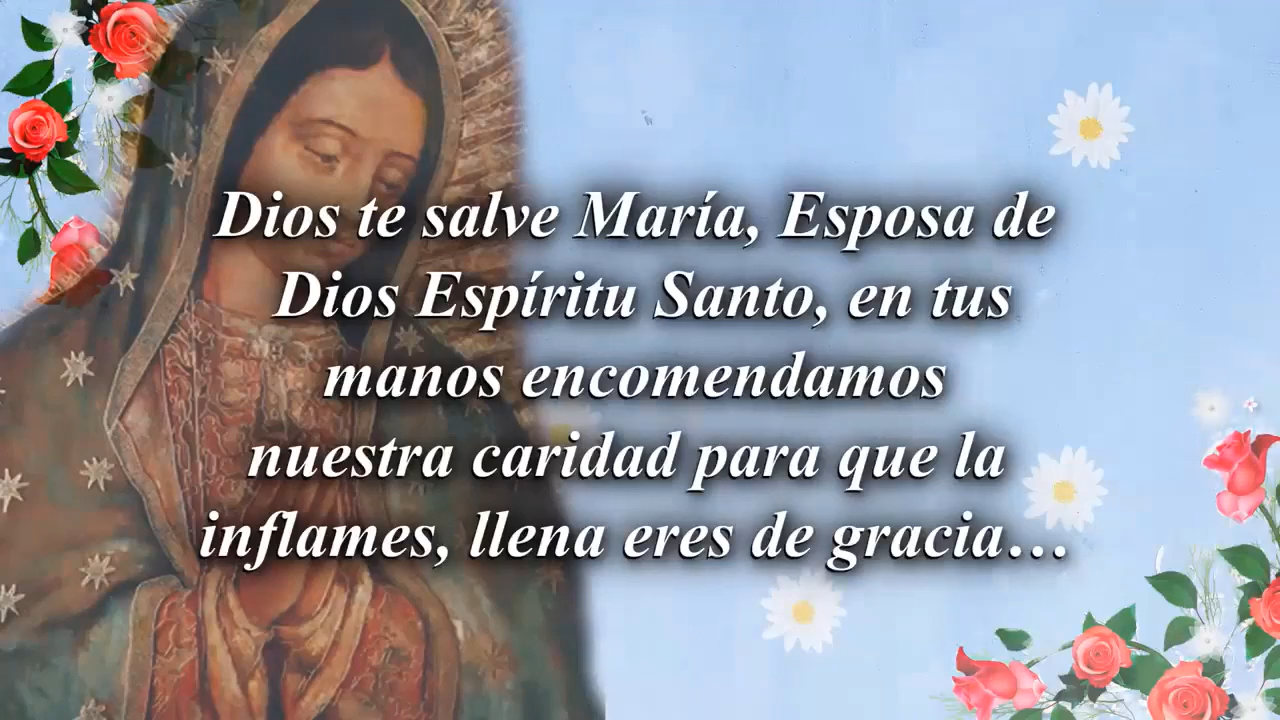 Dios te salve María, Esposa de
Dios Espíritu Santo, en tus
manos encomendamos
nuestra caridad para que la
inflames, llena eres de gracia…